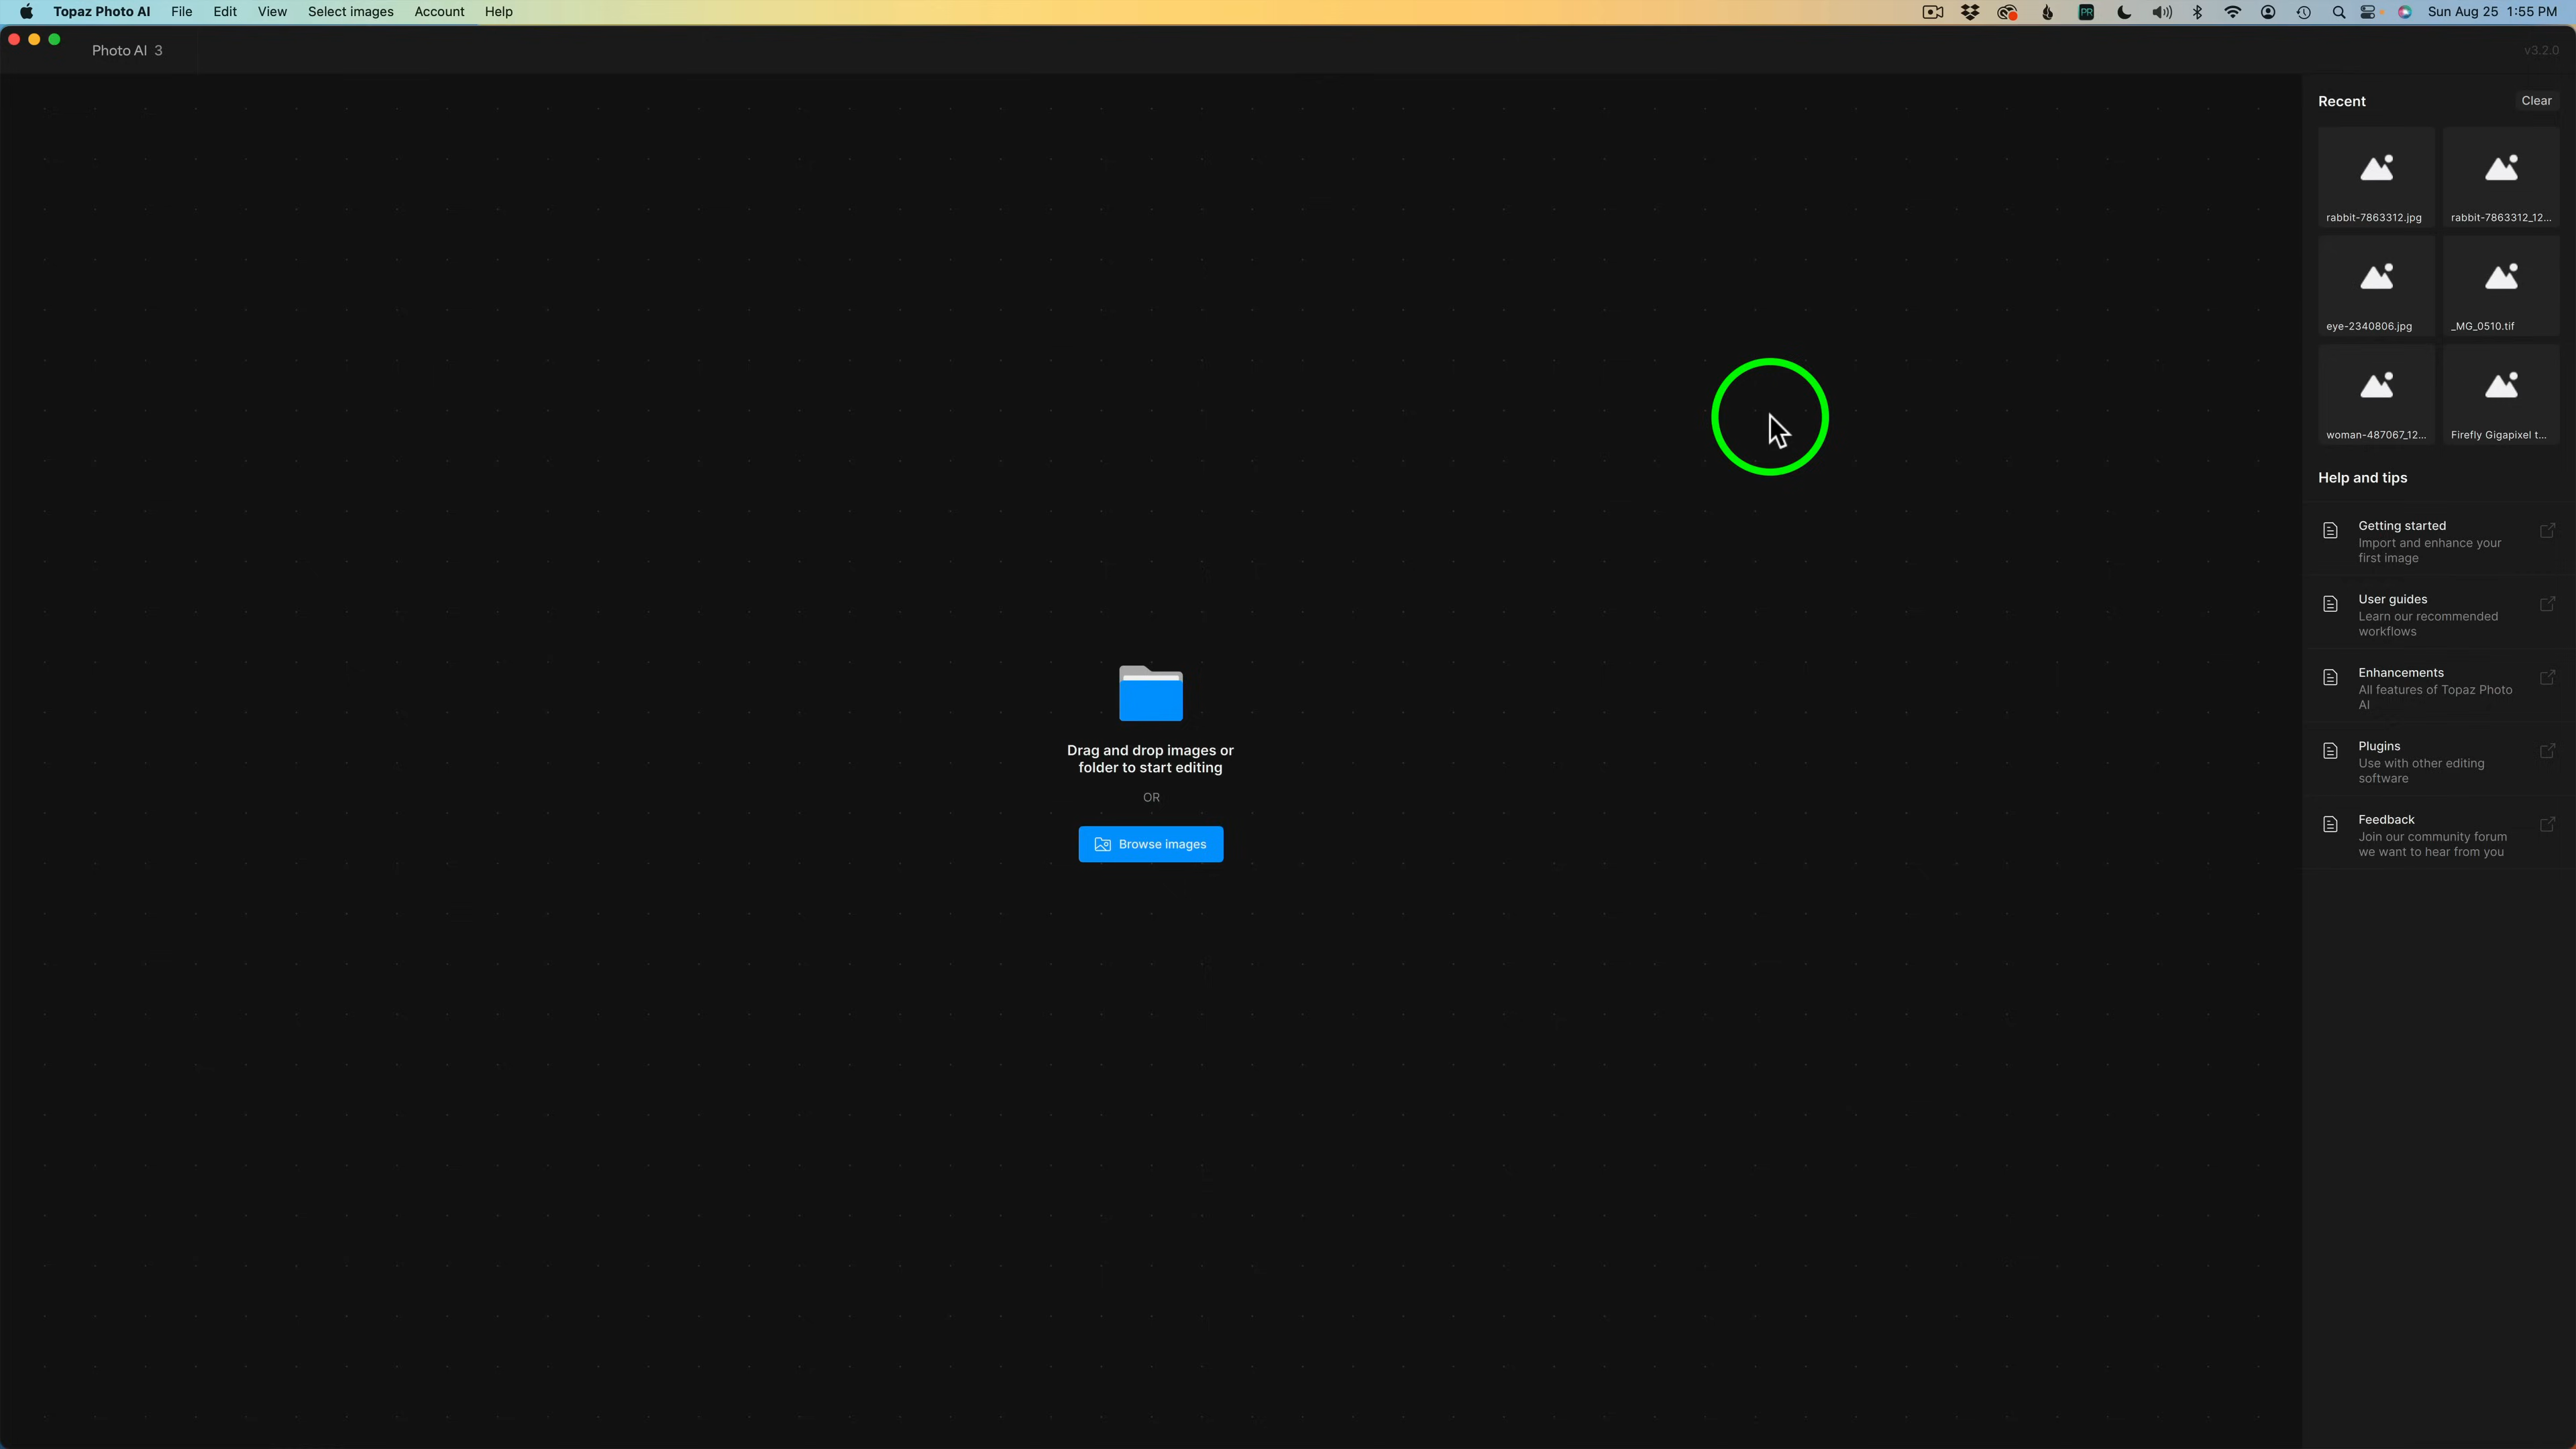 Topaz Photo AI File Edit View Select images Account Help PR Sun Aug 25 1:55 PM
Photo AI 3
v3.2.0
Recent
Clear
rabbit-7863312.jpg
rabbit-7863312_12...
eye-2340806.jpg
_MG_0510.tif
woman-487067_12...
Firefly Gigapixel t...
Help and tips
Getting started
Import and enhance your
first image
User guides
Learn our recommended
workflows
Enhancements
All features of Topaz Photo
AI
Plugins
Use with other editing
software
Feedback
Join our community forum
we want to hear from you
Drag and drop images or
folder to start editing
OR
Browse images